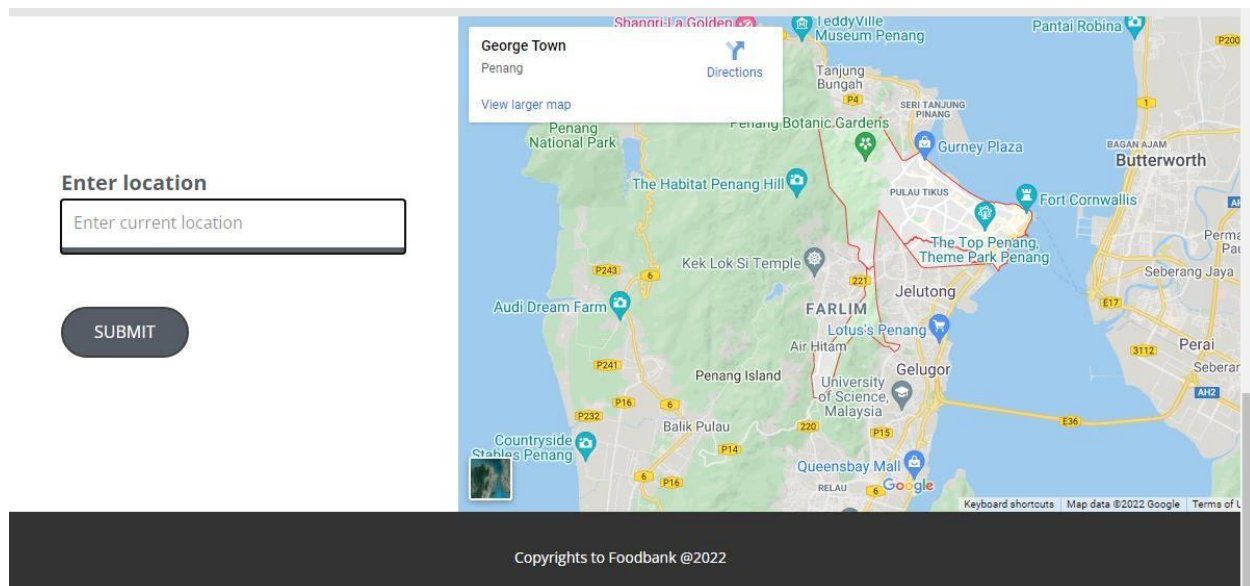 Enter location
Enter current location
SUBMIT
George Town
Penang
Directions
View larger map
Shangri-La Golden
TeddyVille
Museum Penang
Pantai Robina
P200
Tanjung
Bungah
P4
SERI TANJUNG
PINANG
1
Penang
National Park
Penang Botanic Gardens
Gurney Plaza
BAGAN AJAM
Butterworth
The Habitat Penang Hill
PULAU TIKUS
Fort Cornwallis
The Top Penang,
Theme Park Penang
Kek Lok Si Temple
P243
6
221
Seberang Jaya
Jelutong
Audi Dream Farm
FARLIM
E17
Lotus's Penang
Air Hitam
3112
Perai
P241
Penang Island
Gelugor
University
of Science,
Malaysia
AH2
P16
6
P232
220
E36
Balik Pulau
P15
Countryside
Stables Penang
P14
Queensbay Mall
6
P16
RELAU
6
Google
Keyboard shortcuts
Map data ©2022 Google
Terms of
Copyrights to Foodbank @2022